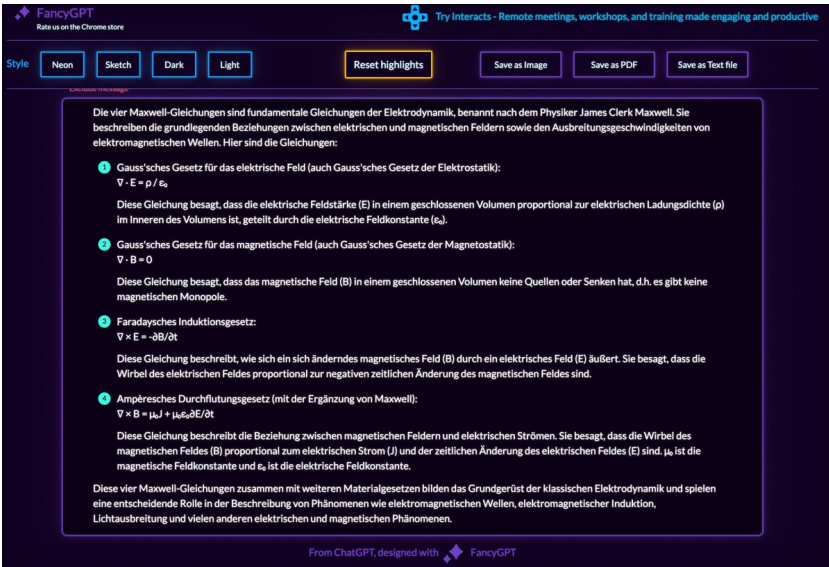 FancyGPT
Rate us on the Chrome store
Try Interacts - Remote meetings, workshops, and training made engaging and productive
Style
Neon
Sketch
Dark
Light
Reset highlights
Save as Image
Save as PDF
Save as Text file
Exclude message
Die vier Maxwell-Gleichungen sind fundamentale Gleichungen der Elektrodynamik, benannt nach dem Physiker James Clerk Maxwell. Sie
beschreiben die grundlegenden Beziehungen zwischen elektrischen und magnetischen Feldern sowie den Ausbreitungsgeschwindigkeiten von
elektromagnetischen Wellen. Hier sind die Gleichungen:
1 Gauss'sches Gesetz für das elektrische Feld (auch Gauss'sches Gesetz der Elektrostatik):
∇ · E = ρ / ε₀
Diese Gleichung besagt, dass die elektrische Feldstärke (E) in einem geschlossenen Volumen proportional zur elektrischen Ladungsdichte (ρ)
im Inneren des Volumens ist, geteilt durch die elektrische Feldkonstante (ε₀).
2 Gauss'sches Gesetz für das magnetische Feld (auch Gauss'sches Gesetz der Magnetostatik):
∇ · B = 0
Diese Gleichung besagt, dass das magnetische Feld (B) in einem geschlossenen Volumen keine Quellen oder Senken hat, d.h. es gibt keine
magnetischen Monopole.
3 Faradaysches Induktionsgesetz:
∇ × E = -∂B/∂t
Diese Gleichung beschreibt, wie sich ein sich änderndes magnetisches Feld (B) durch ein elektrisches Feld (E) äußert. Sie besagt, dass die
Wirbel des elektrischen Feldes proportional zur negativen zeitlichen Änderung des magnetischen Feldes sind.
4 Ampèresches Durchflutungsgesetz (mit der Ergänzung von Maxwell):
∇ × B = μ₀J + μ₀ε₀∂E/∂t
Diese Gleichung beschreibt die Beziehung zwischen magnetischen Feldern und elektrischen Strömen. Sie besagt, dass die Wirbel des
magnetischen Feldes (B) proportional zum elektrischen Strom (J) und der zeitlichen Änderung des elektrischen Feldes (E) sind. μ₀ ist die
magnetische Feldkonstante und ε₀ ist die elektrische Feldkonstante.
Diese vier Maxwell-Gleichungen zusammen mit weiteren Materialgesetzen bilden das Grundgerüst der klassischen Elektrodynamik und spielen
eine entscheidende Rolle in der Beschreibung von Phänomenen wie elektromagnetischen Wellen, elektromagnetischer Induktion,
Lichtausbreitung und vielen anderen elektrischen und magnetischen Phänomenen.
From ChatGPT, designed with FancyGPT